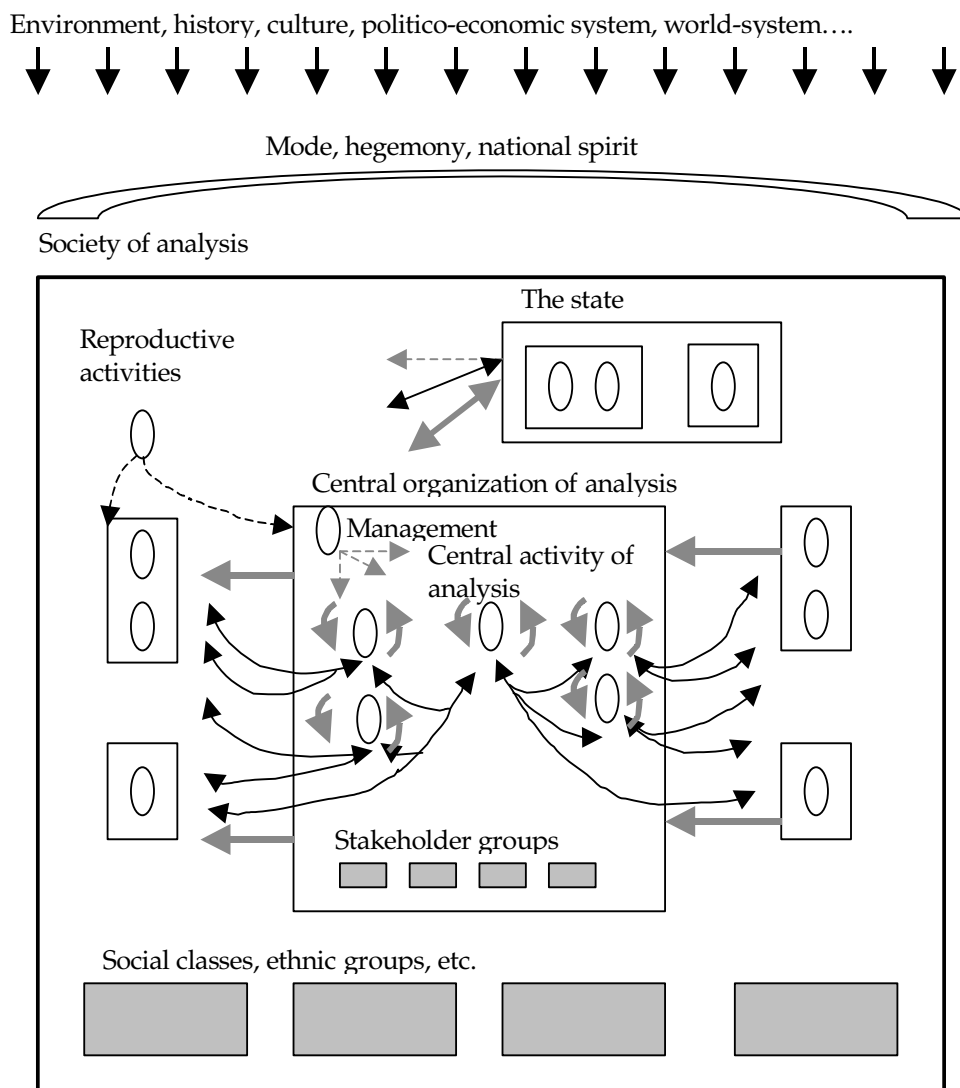 Environment, history, culture, politico-economic system, world-system….
Mode, hegemony, national spirit
Society of analysis
The state
Reproductive
activities
Central organization of analysis
Management
Central activity of
analysis
Stakeholder groups
Social classes, ethnic groups, etc.